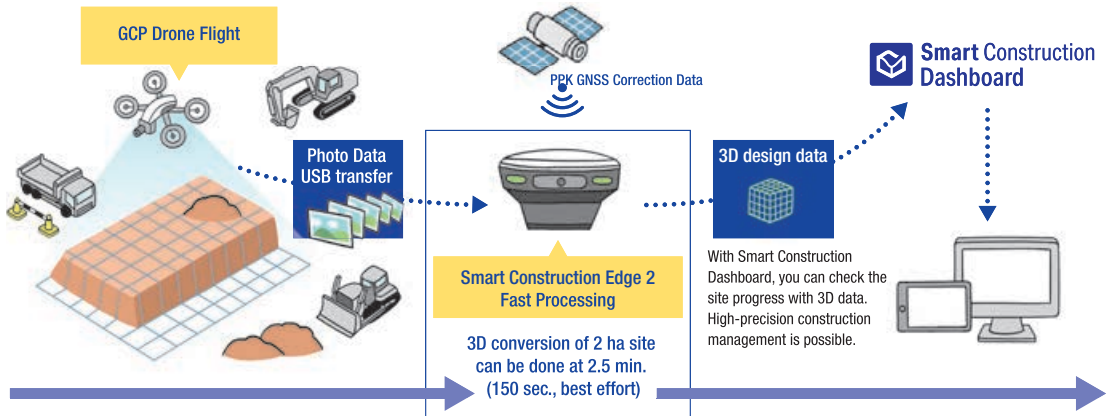 GCP Drone Flight
PPK GNSS Correction Data
Smart Construction
Dashboard
Photo Data
USB transfer
3D design data
Smart Construction Edge 2
Fast Processing
3D conversion of 2 ha site
can be done at 2.5 min.
(150 sec., best effort)
With Smart Construction
Dashboard, you can check the
site progress with 3D data.
High-precision construction
management is possible.